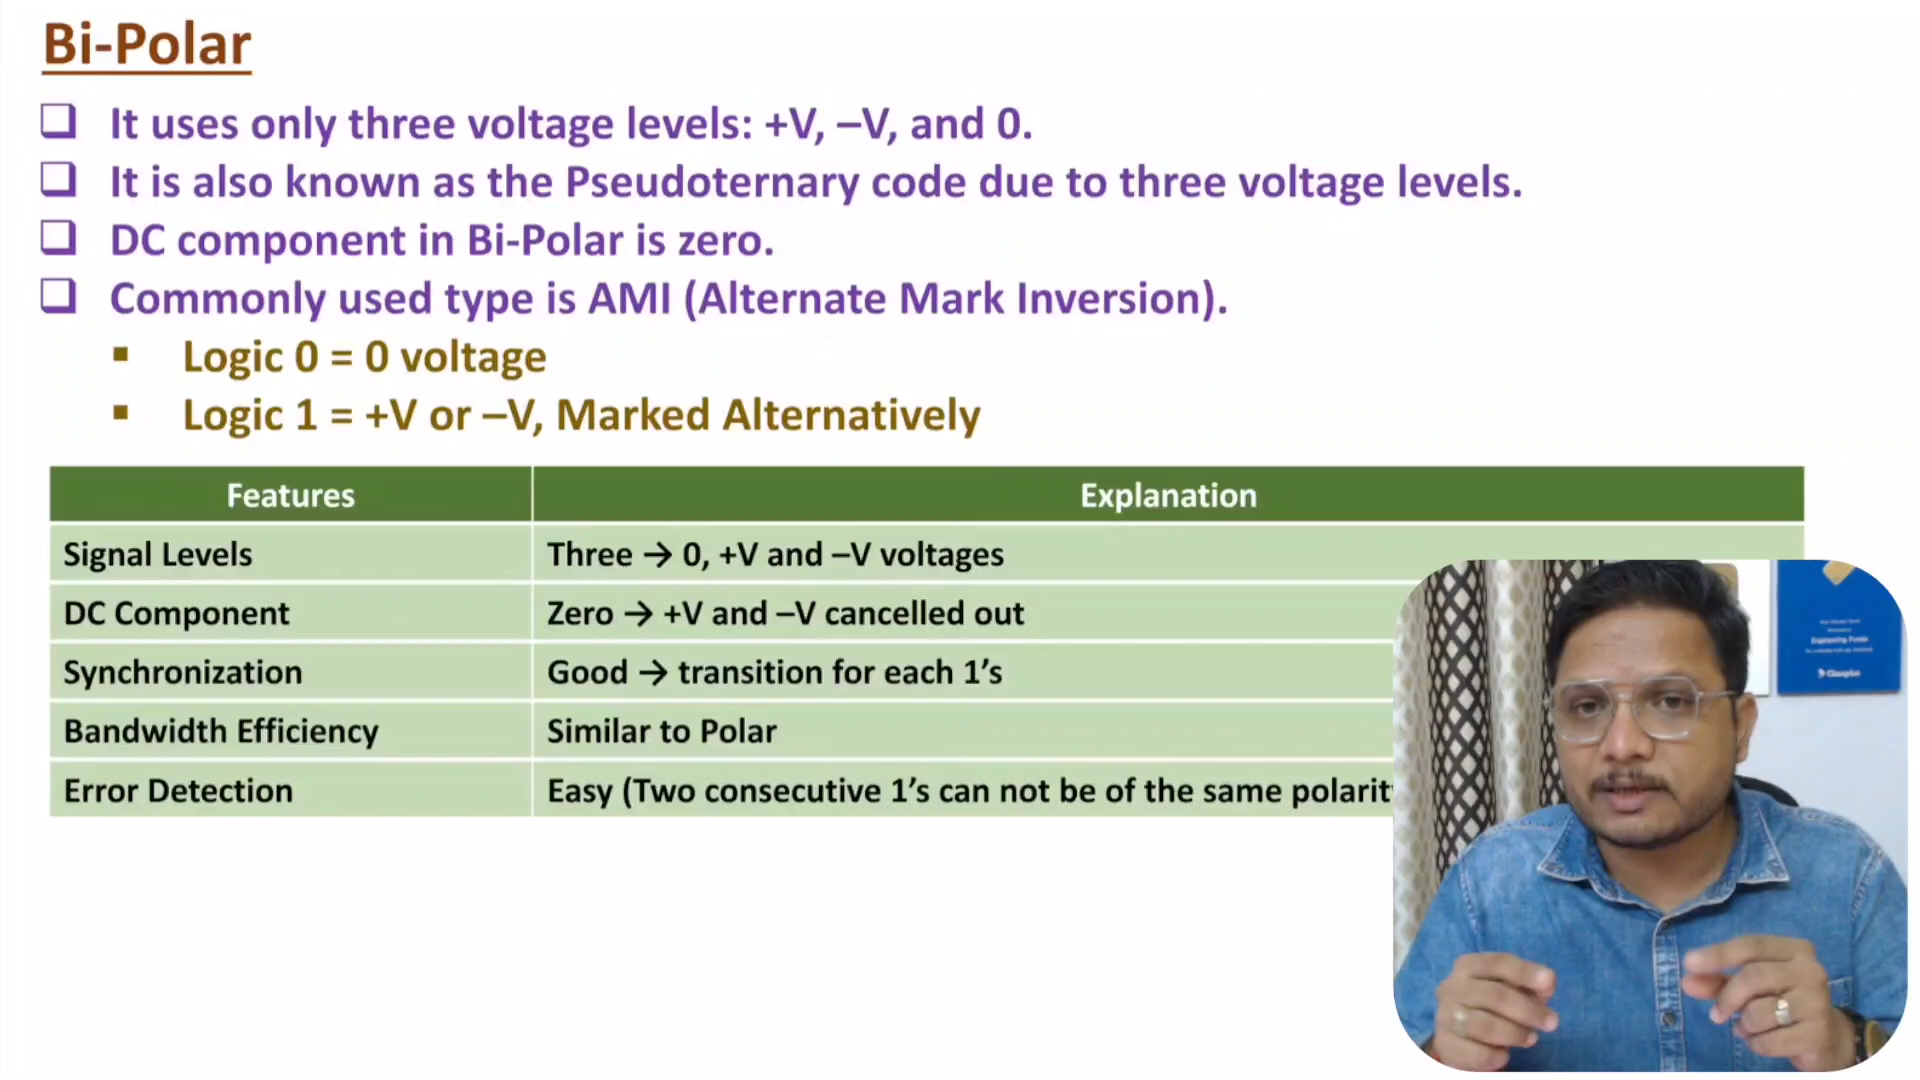 Bi-Polar
❑ It uses only three voltage levels: +V, –V, and 0.
❑ It is also known as the Pseudoternary code due to three voltage levels.
❑ DC component in Bi-Polar is zero.
❑ Commonly used type is AMI (Alternate Mark Inversion).
▪ Logic 0 = 0 voltage
▪ Logic 1 = +V or –V, Marked Alternatively
Features Explanation
Signal Levels Three → 0, +V and –V voltages
DC Component Zero → +V and –V cancelled out
Synchronization Good → transition for each 1’s
Bandwidth Efficiency Similar to Polar
Error Detection Easy (Two consecutive 1’s can not be of the same polarit
Engineering Funda
Classplus